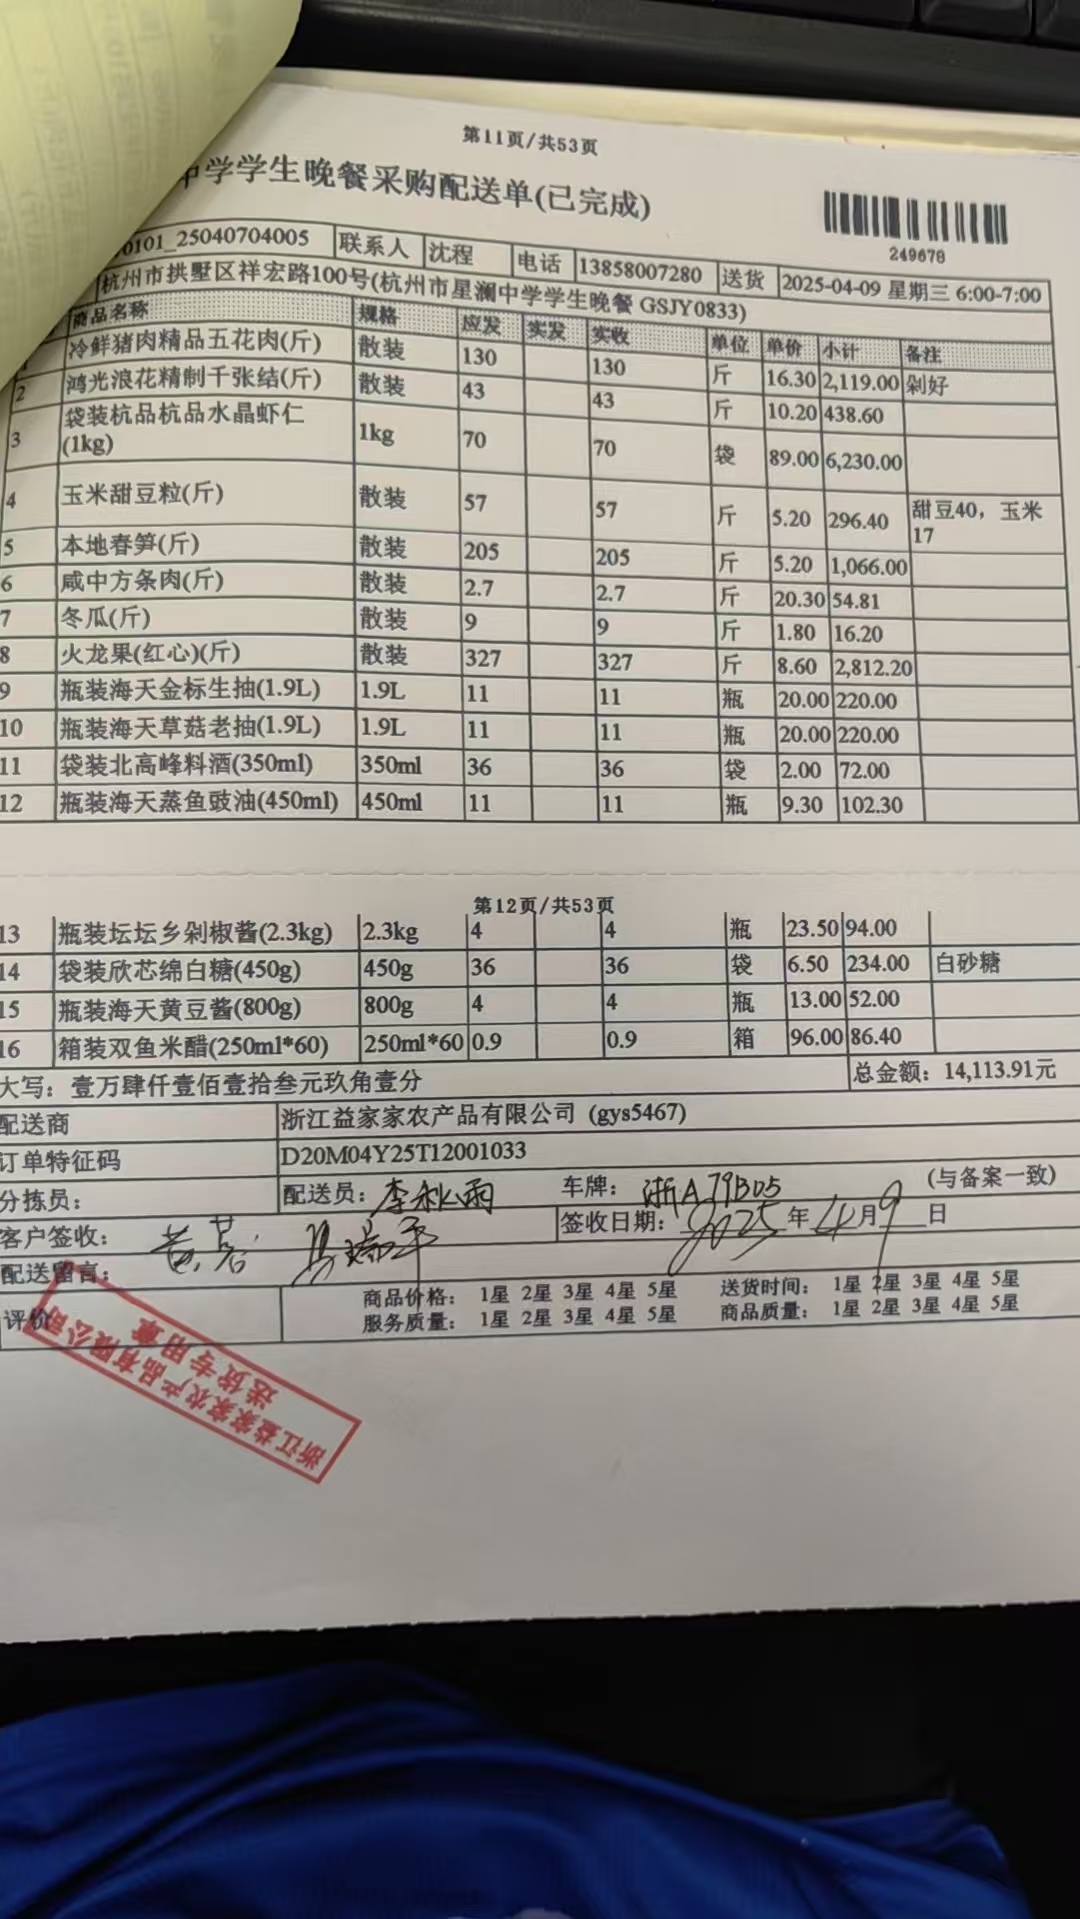 第11页/共53页
中学学生晚餐采购配送单(已完成)
249678
0101_25040704005 联系人 沈程 电话 13858007280 送货 2025-04-09 星期三 6:00-7:00
杭州市拱墅区祥宏路100号(杭州市星澜中学学生晚餐 GSJY0833)
商品名称 规格 应发 实发 实收 单位 单价 小计 备注
1 冷鲜猪肉精品五花肉(斤) 散装 130 130 斤 16.30 2,119.00 剁好
2 鸿光浪花精制千张结(斤) 散装 43 43 斤 10.20 438.60
3 袋装杭品杭品水晶虾仁(1kg) 1kg 70 70 袋 89.00 6,230.00
4 玉米甜豆粒(斤) 散装 57 57 斤 5.20 296.40 甜豆40，玉米17
5 本地春笋(斤) 散装 205 205 斤 5.20 1,066.00
6 咸中方条肉(斤) 散装 2.7 2.7 斤 20.30 54.81
7 冬瓜(斤) 散装 9 9 斤 1.80 16.20
8 火龙果(红心)(斤) 散装 327 327 斤 8.60 2,812.20
9 瓶装海天金标生抽(1.9L) 1.9L 11 11 瓶 20.00 220.00
10 瓶装海天草菇老抽(1.9L) 1.9L 11 11 瓶 20.00 220.00
11 袋装北高峰料酒(350ml) 350ml 36 36 袋 2.00 72.00
12 瓶装海天蒸鱼豉油(450ml) 450ml 11 11 瓶 9.30 102.30
第12页/共53页
13 瓶装坛坛乡剁椒酱(2.3kg) 2.3kg 4 4 瓶 23.50 94.00
14 袋装欣芯绵白糖(450g) 450g 36 36 袋 6.50 234.00 白砂糖
15 瓶装海天黄豆酱(800g) 800g 4 4 瓶 13.00 52.00
16 箱装双鱼米醋(250ml*60) 250ml*60 0.9 0.9 箱 96.00 86.40
大写：壹万肆仟壹佰壹拾叁元玖角壹分 总金额：14,113.91元
配送商 浙江益家家农产品有限公司 (gys5467)
订单特征码 D20M04Y25T12001033
分拣员： 配送员：李秋雨 车牌：浙A79B05 (与备案一致)
客户签收： 签收日期：2025年4月9日
配送留言：
评价 商品价格： 1星 2星 3星 4星 5星 送货时间： 1星 2星 3星 4星 5星
服务质量： 1星 2星 3星 4星 5星 商品质量： 1星 2星 3星 4星 5星
浙江益家家农产品有限公司
送货专用章